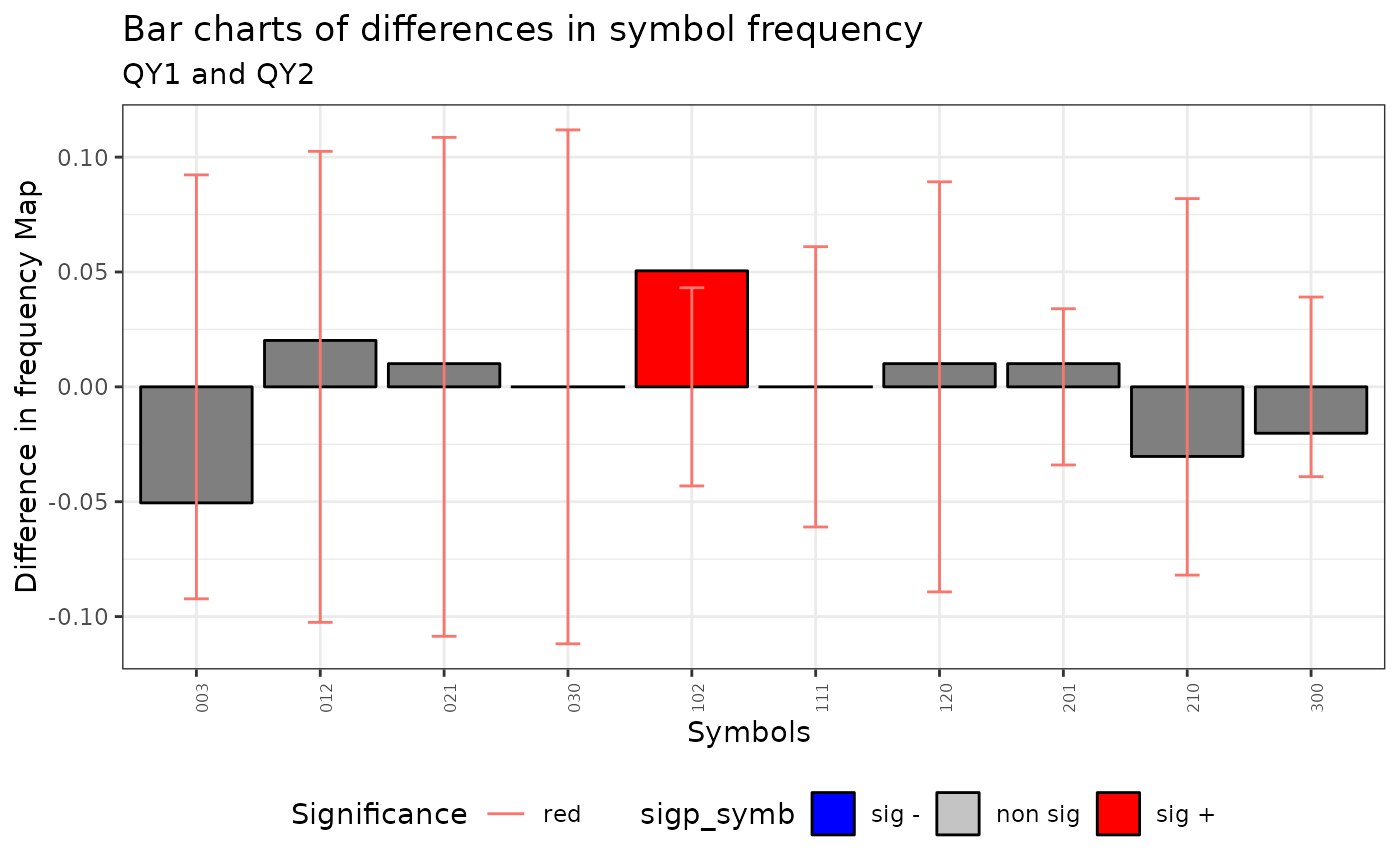 Bar charts of differences in symbol frequency
QY1 and QY2
Difference in frequency Map
0.10
0.05
0.00
-0.05
-0.10
003 012 021 030 102 111 120 201 210 300
Symbols
Significance red sigp_symb sig - non sig sig +